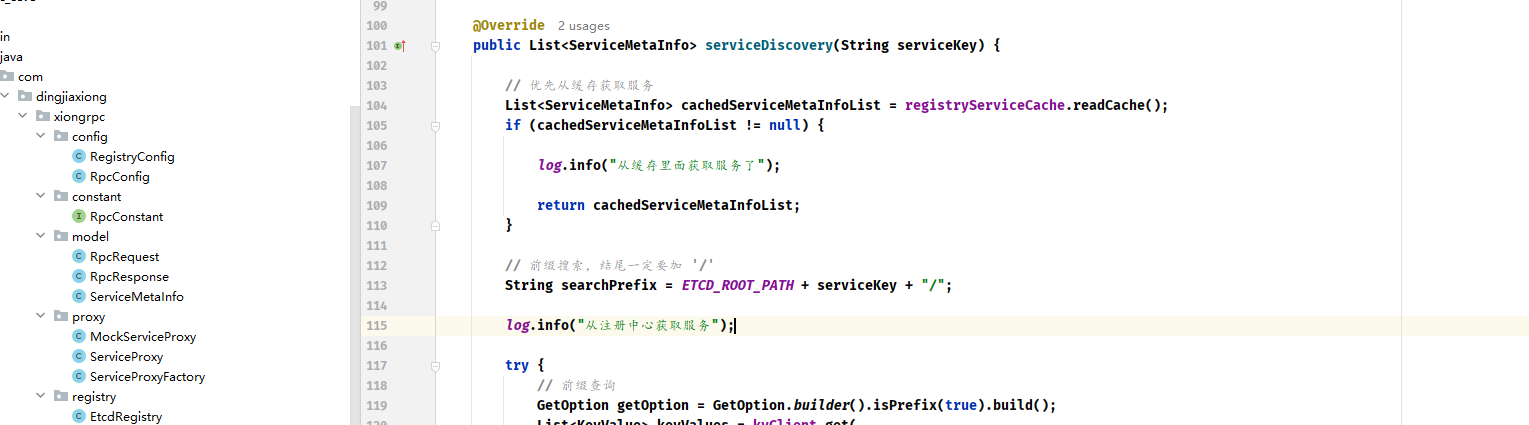 in
java
com
dingjiaxiong
xiongrpc
config
RegistryConfig
RpcConfig
constant
RpcConstant
model
RpcRequest
RpcResponse
ServiceMetaInfo
proxy
MockServiceProxy
ServiceProxy
ServiceProxyFactory
registry
EtcdRegistry
99
100 @Override 2 usages
101 public List<ServiceMetaInfo> serviceDiscovery(String serviceKey) {
102
103 // 优先从缓存获取服务
104 List<ServiceMetaInfo> cachedServiceMetaInfoList = registryServiceCache.readCache();
105 if (cachedServiceMetaInfoList != null) {
106
107 log.info("从缓存里面获取服务了");
108
109 return cachedServiceMetaInfoList;
110 }
111
112 // 前缀搜索，结尾一定要加 '/'
113 String searchPrefix = ETCD_ROOT_PATH + serviceKey + "/";
114
115 log.info("从注册中心获取服务");
116
117 try {
118 // 前缀查询
119 GetOption getOption = GetOption.builder().isPrefix(true).build();
120 List<KeyValue> keyValues = kvClient.get(